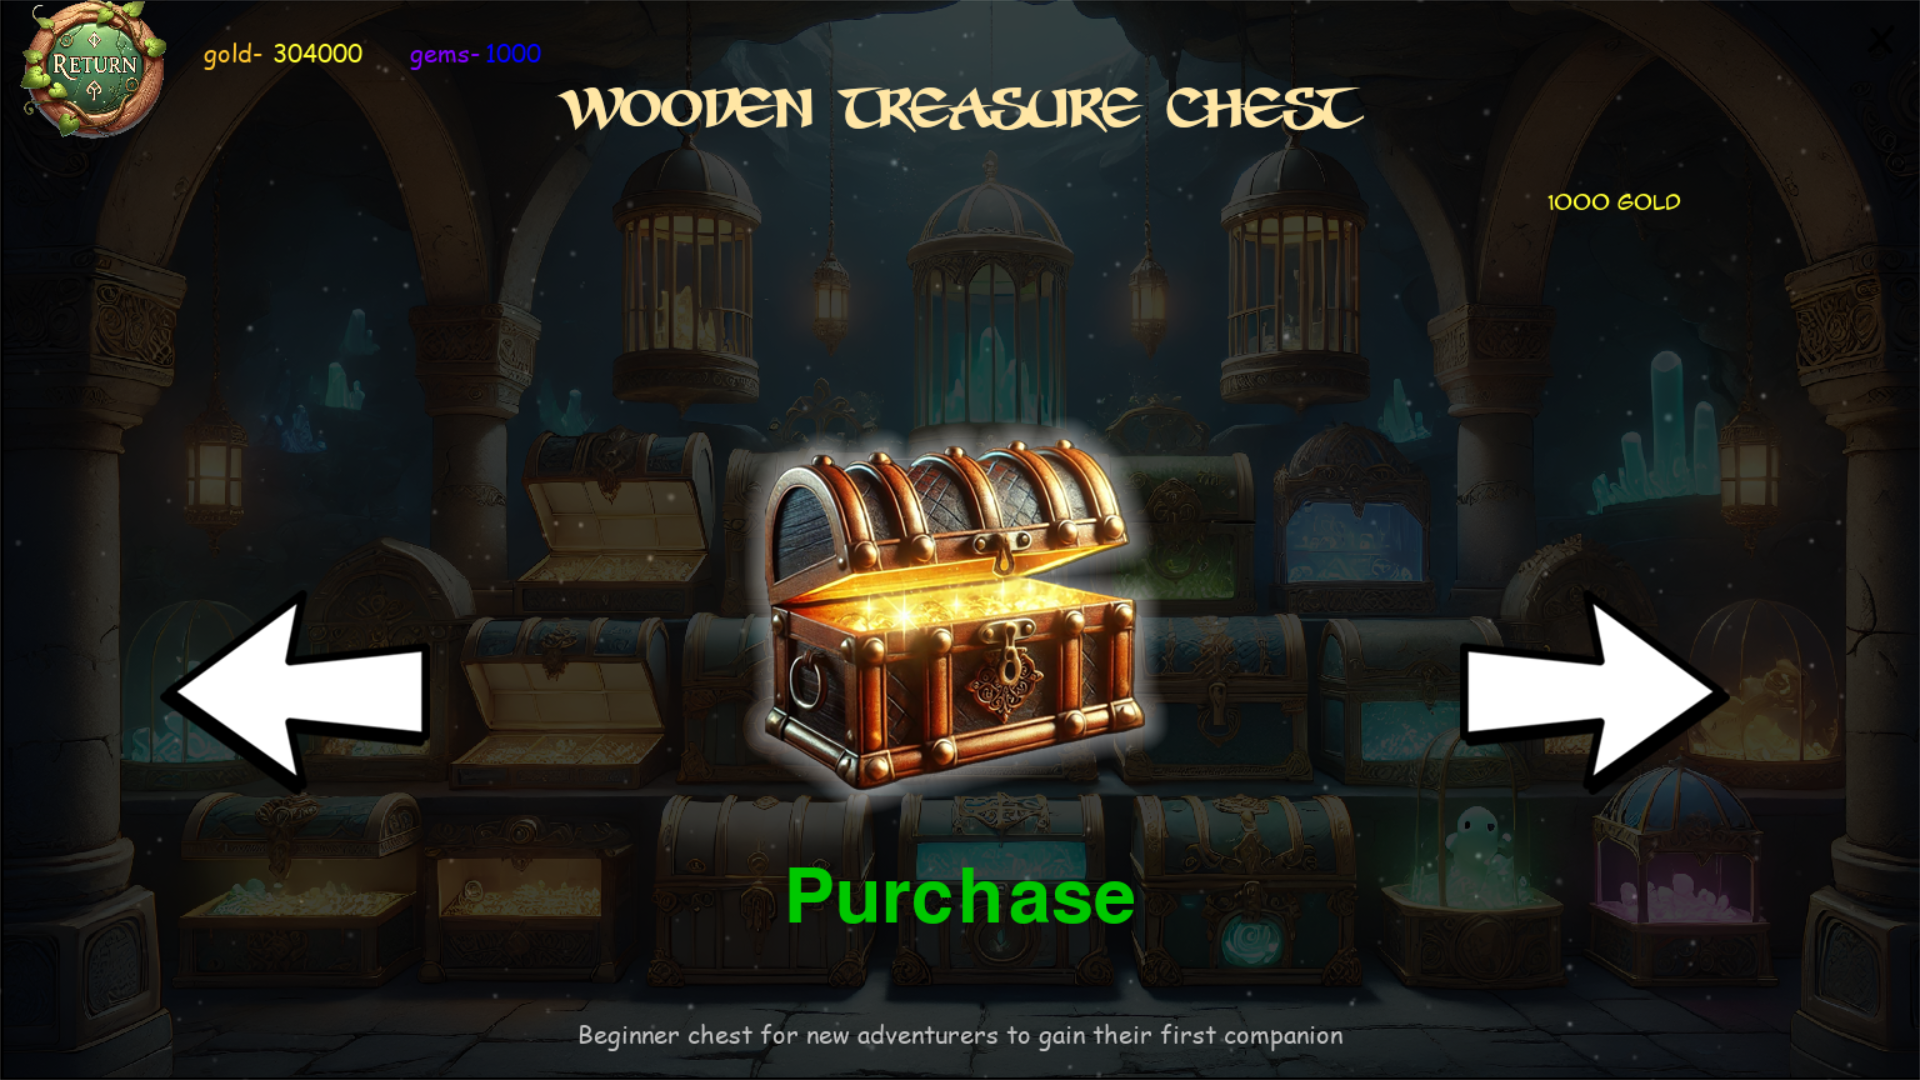 RETURN
gold- 304000 gems- 1000
WOODEN TREASURE CHEST
1000 GOLD
Purchase
Beginner chest for new adventurers to gain their first companion